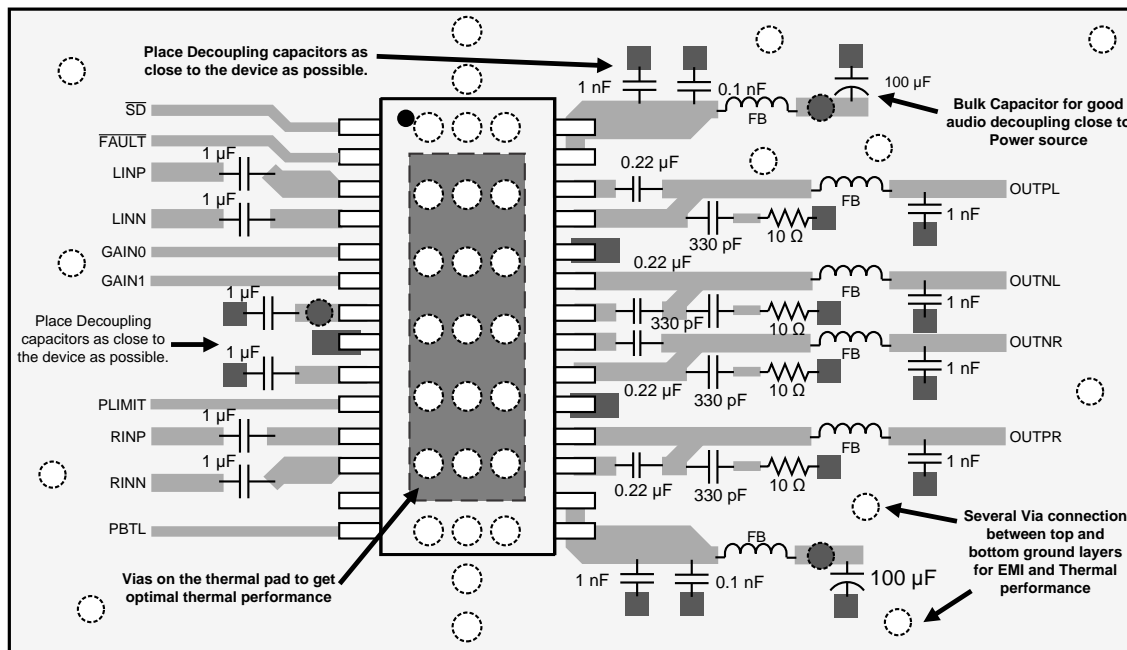 Place Decoupling capacitors as
close to the device as possible.
1 nF
0.1 nF
FB
100 µF
Bulk Capacitor for good
audio decoupling close to
Power source
SD
FAULT
1 µF
LINP
1 µF
LINN
GAIN0
GAIN1
1 µF
Place Decoupling
capacitors as close to
the device as possible.
1 µF
PLIMIT
1 µF
RINP
1 µF
RINN
PBTL
0.22 µF
FB
OUTPL
1 nF
330 pF
10 Ω
0.22 µF
FB
OUTNL
1 nF
330 pF
10 Ω
FB
OUTNR
1 nF
0.22 µF
330 pF
10 Ω
FB
OUTPR
1 nF
0.22 µF
330 pF
10 Ω
Several Via connection
between top and
bottom ground layers
for EMI and Thermal
performance
FB
1 nF
0.1 nF
100 µF
Vias on the thermal pad to get
optimal thermal performance